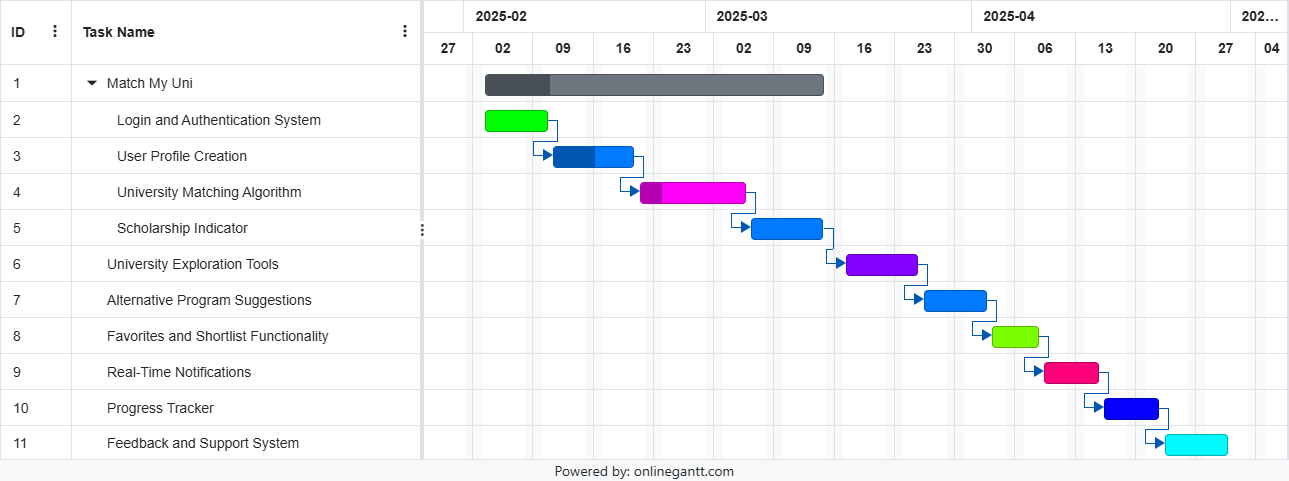 ID Task Name 2025-02 2025-03 2025-04 202...
27 02 09 16 23 02 09 16 23 30 06 13 20 27 04
1 Match My Uni
2 Login and Authentication System
3 User Profile Creation
4 University Matching Algorithm
5 Scholarship Indicator
6 University Exploration Tools
7 Alternative Program Suggestions
8 Favorites and Shortlist Functionality
9 Real-Time Notifications
10 Progress Tracker
11 Feedback and Support System
Powered by: onlinegantt.com